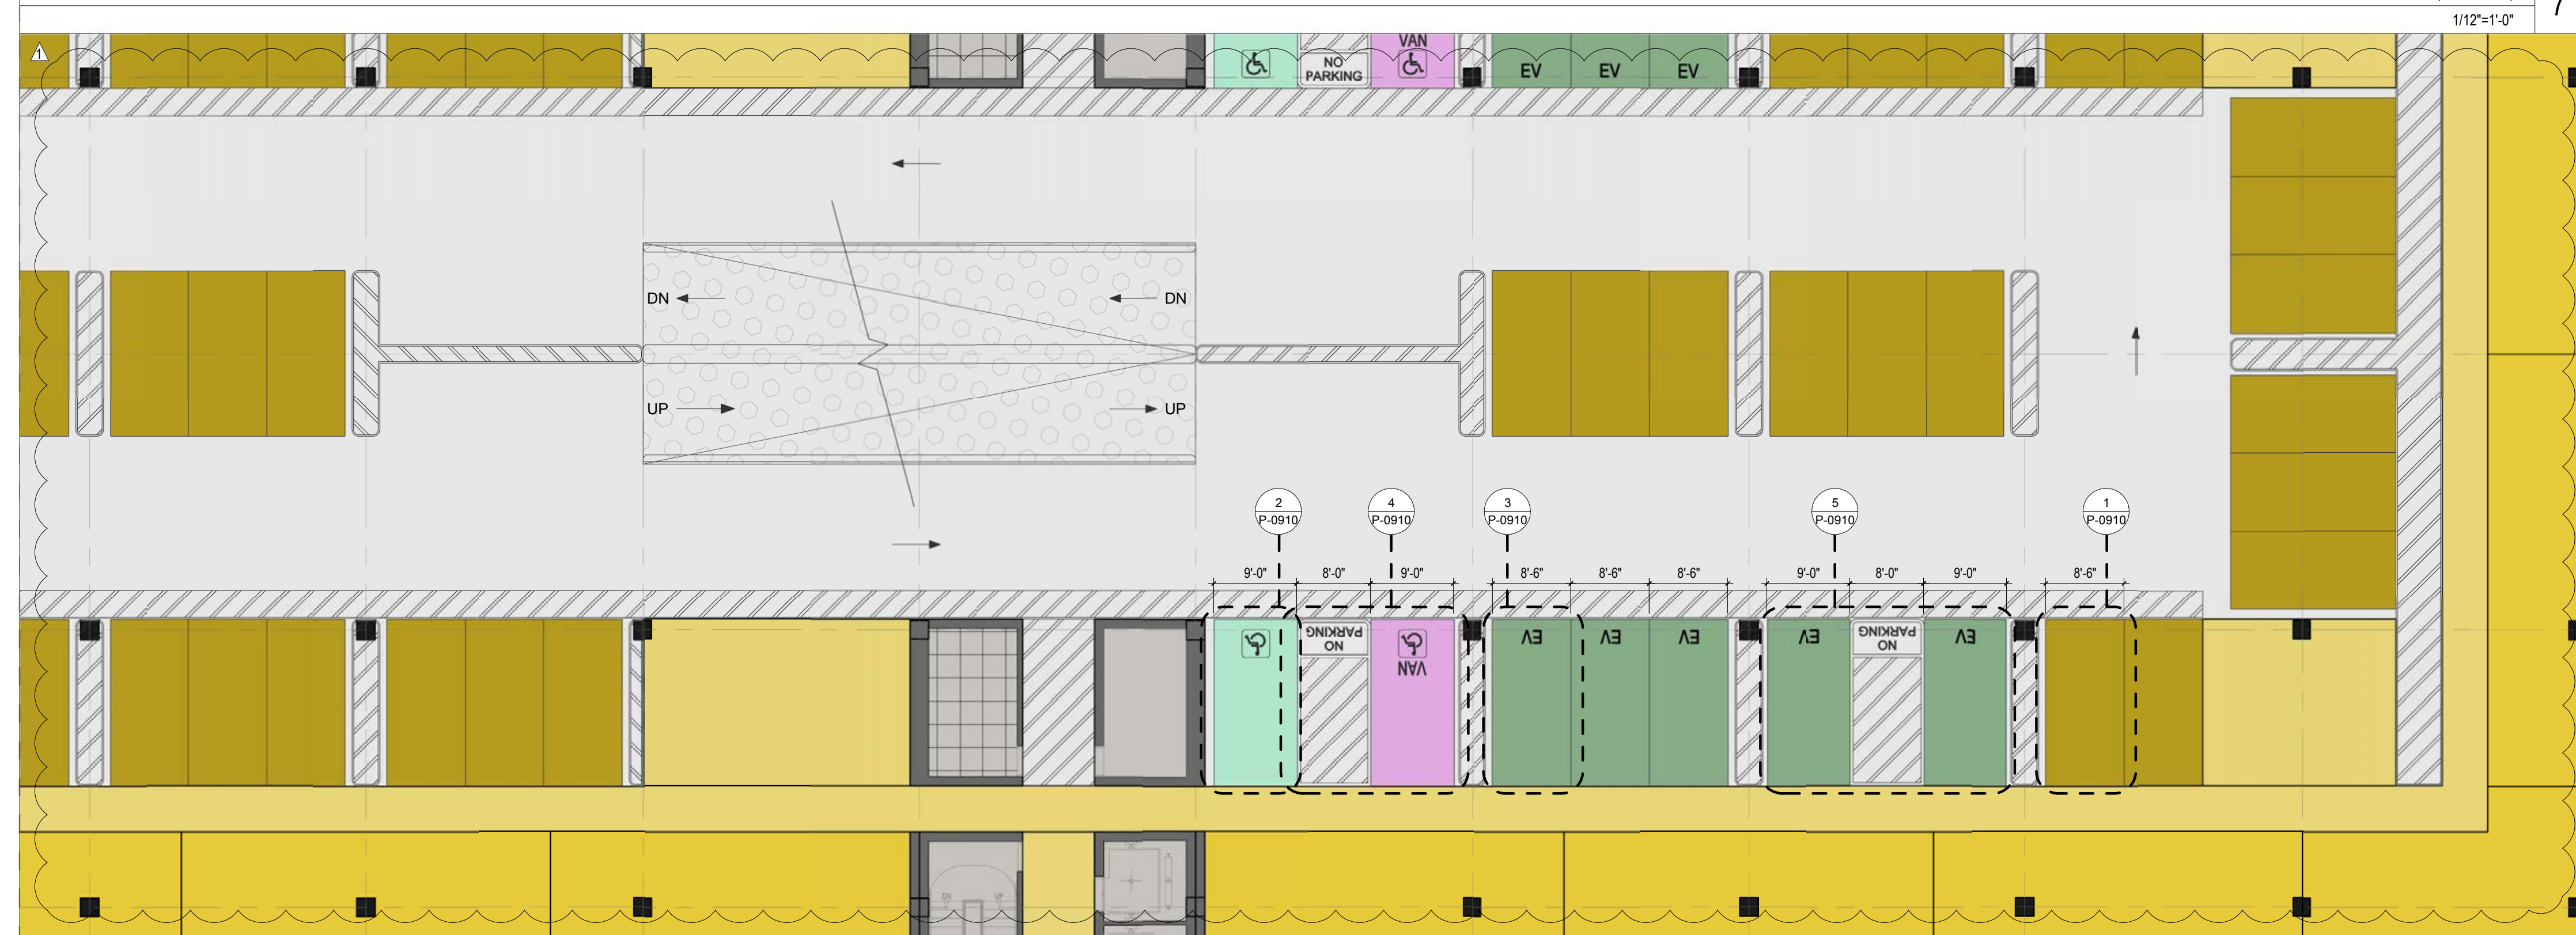 1/12"=1'-0"
7
1
VAN
NO
PARKING
EV
EV
EV
DN
DN
UP
UP
2
P-0910
4
P-0910
3
P-0910
5
P-0910
1
P-0910
9'-0"
8'-0"
9'-0"
8'-6"
8'-6"
8'-6"
9'-0"
8'-0"
9'-0"
8'-6"
NO
PARKING
VAN
EV
EV
EV
EV
NO
PARKING
EV